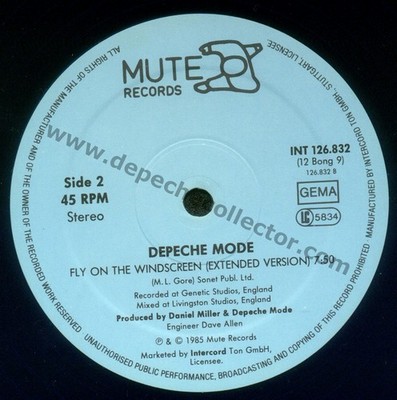 MUTE
RECORDS
INT 126.832
(12 Bong 9)
126.832 B
Side 2
45 RPM
Stereo
GEMA
LC 5834
DEPECHE MODE
FLY ON THE WINDSCREEN (EXTENDED VERSION) 7.50
(M. L. Gore) Sonet Publ. Ltd.
Recorded at Genetic Studios, England
Mixed at Livingston Studios, England
Produced by Daniel Miller & Depeche Mode
Engineer Dave Allen
℗ & © 1985 Mute Records
Marketed by Intercord Ton GmbH,
Licensee.
ALL RIGHTS OF THE MANUFACTURER AND OF THE OWNER OF THE RECORDED WORK RESERVED
UNAUTHORISED PUBLIC PERFORMANCE, BROADCASTING AND COPYING OF THIS RECORD PROHIBITED
MANUFACTURED BY INTERCORD TON GMBH · STUTTGART LICENSEE.
www.depechecollector.com